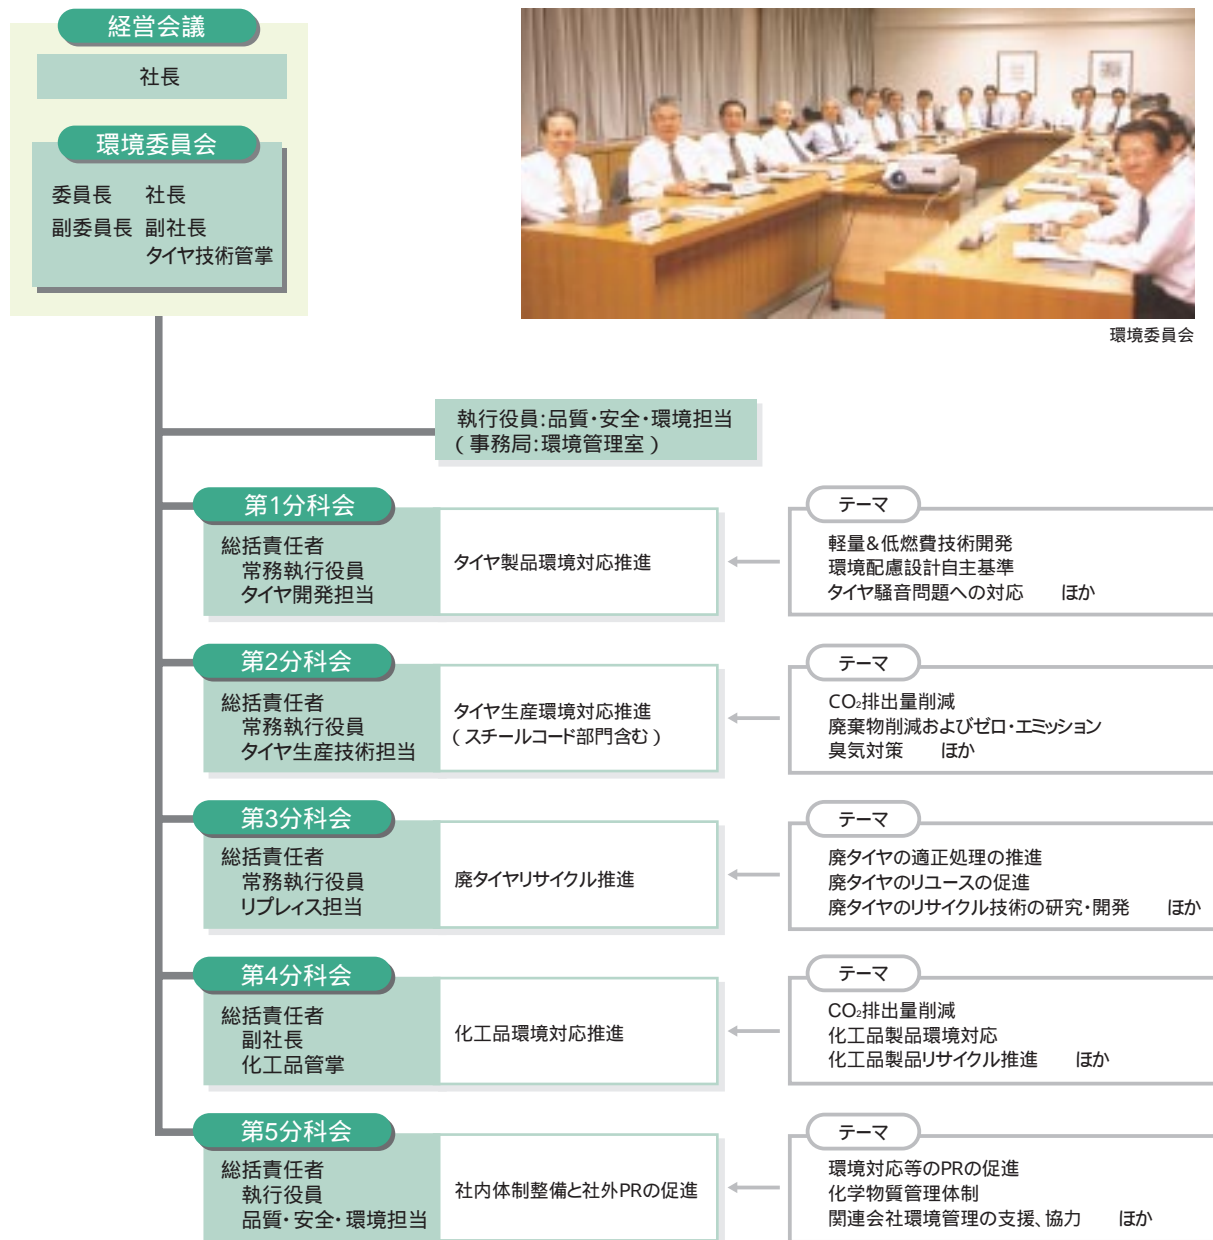 経営会議
社長
環境委員会
委員長 社長
副委員長 副社長
タイヤ技術管掌
環境委員会
執行役員:品質・安全・環境担当
(事務局:環境管理室)
第1分科会
総括責任者
常務執行役員
タイヤ開発担当
タイヤ製品環境対応推進
テーマ
軽量&低燃費技術開発
環境配慮設計自主基準
タイヤ騒音問題への対応 ほか
第2分科会
総括責任者
常務執行役員
タイヤ生産技術担当
タイヤ生産環境対応推進
(スチールコード部門含む)
テーマ
CO₂排出量削減
廃棄物削減およびゼロ・エミッション
臭気対策 ほか
第3分科会
総括責任者
常務執行役員
リプレィス担当
廃タイヤリサイクル推進
テーマ
廃タイヤの適正処理の推進
廃タイヤのリユースの促進
廃タイヤのリサイクル技術の研究・開発 ほか
第4分科会
総括責任者
副社長
化工品管掌
化工品環境対応推進
テーマ
CO₂排出量削減
化工品製品環境対応
化工品製品リサイクル推進 ほか
第5分科会
総括責任者
執行役員
品質・安全・環境担当
社内体制整備と社外PRの促進
テーマ
環境対応等のPRの促進
化学物質管理体制
関連会社環境管理の支援、協力 ほか